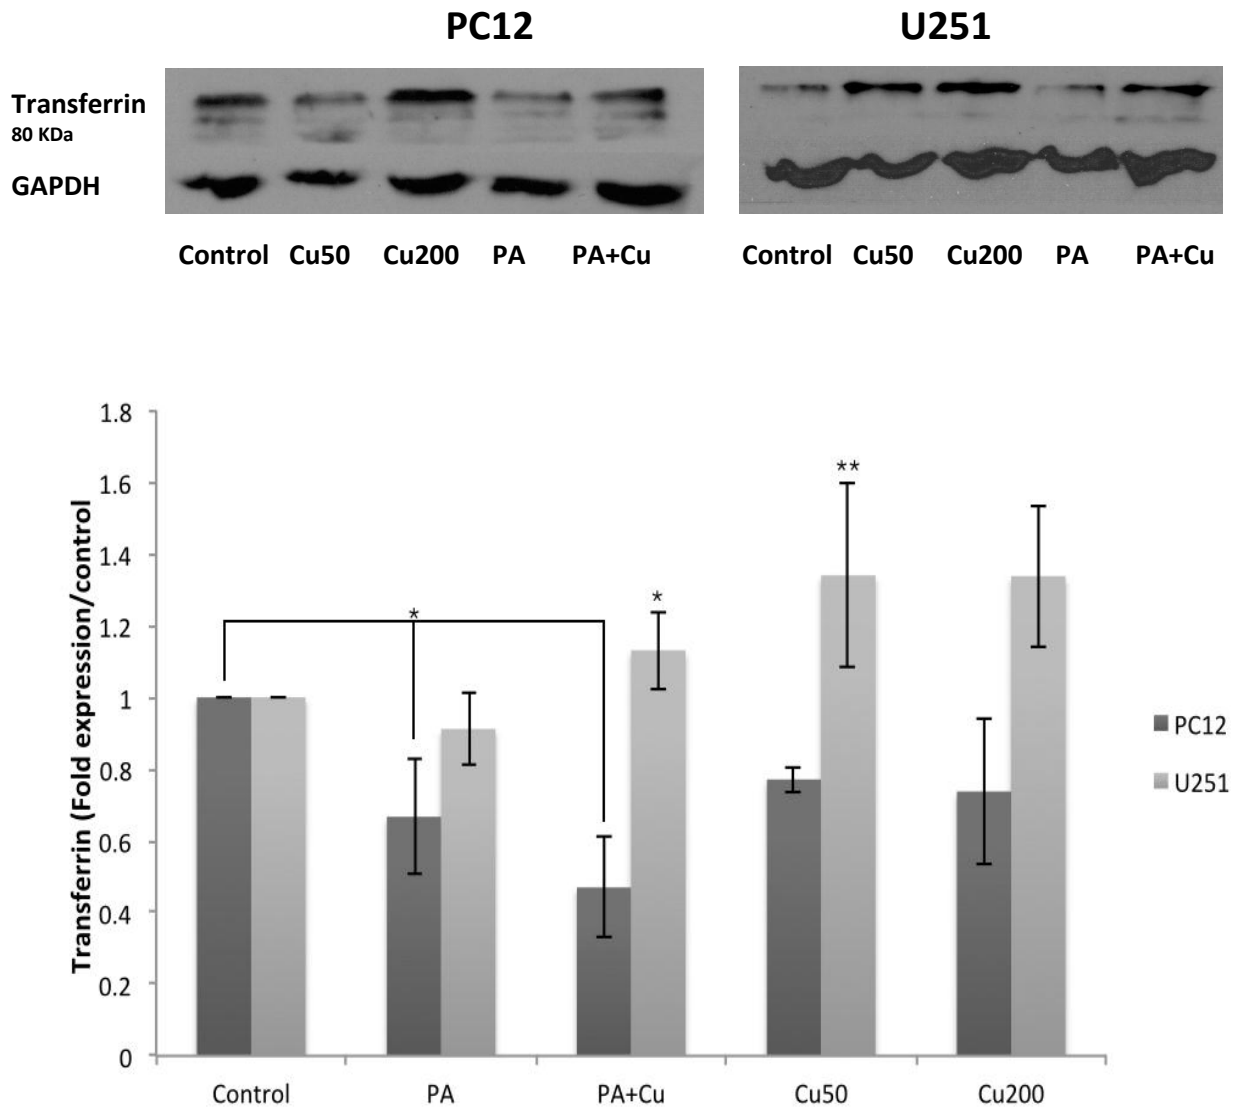 PC12 U251
Transferrin
80 KDa
GAPDH
Control Cu50 Cu200 PA PA+Cu Control Cu50 Cu200 PA PA+Cu
Transferrin (Fold expression/control
1.8
1.6
1.4
1.2
1
0.8
0.6
0.4
0.2
0
*
*
**
PC12
U251
Control PA PA+Cu Cu50 Cu200